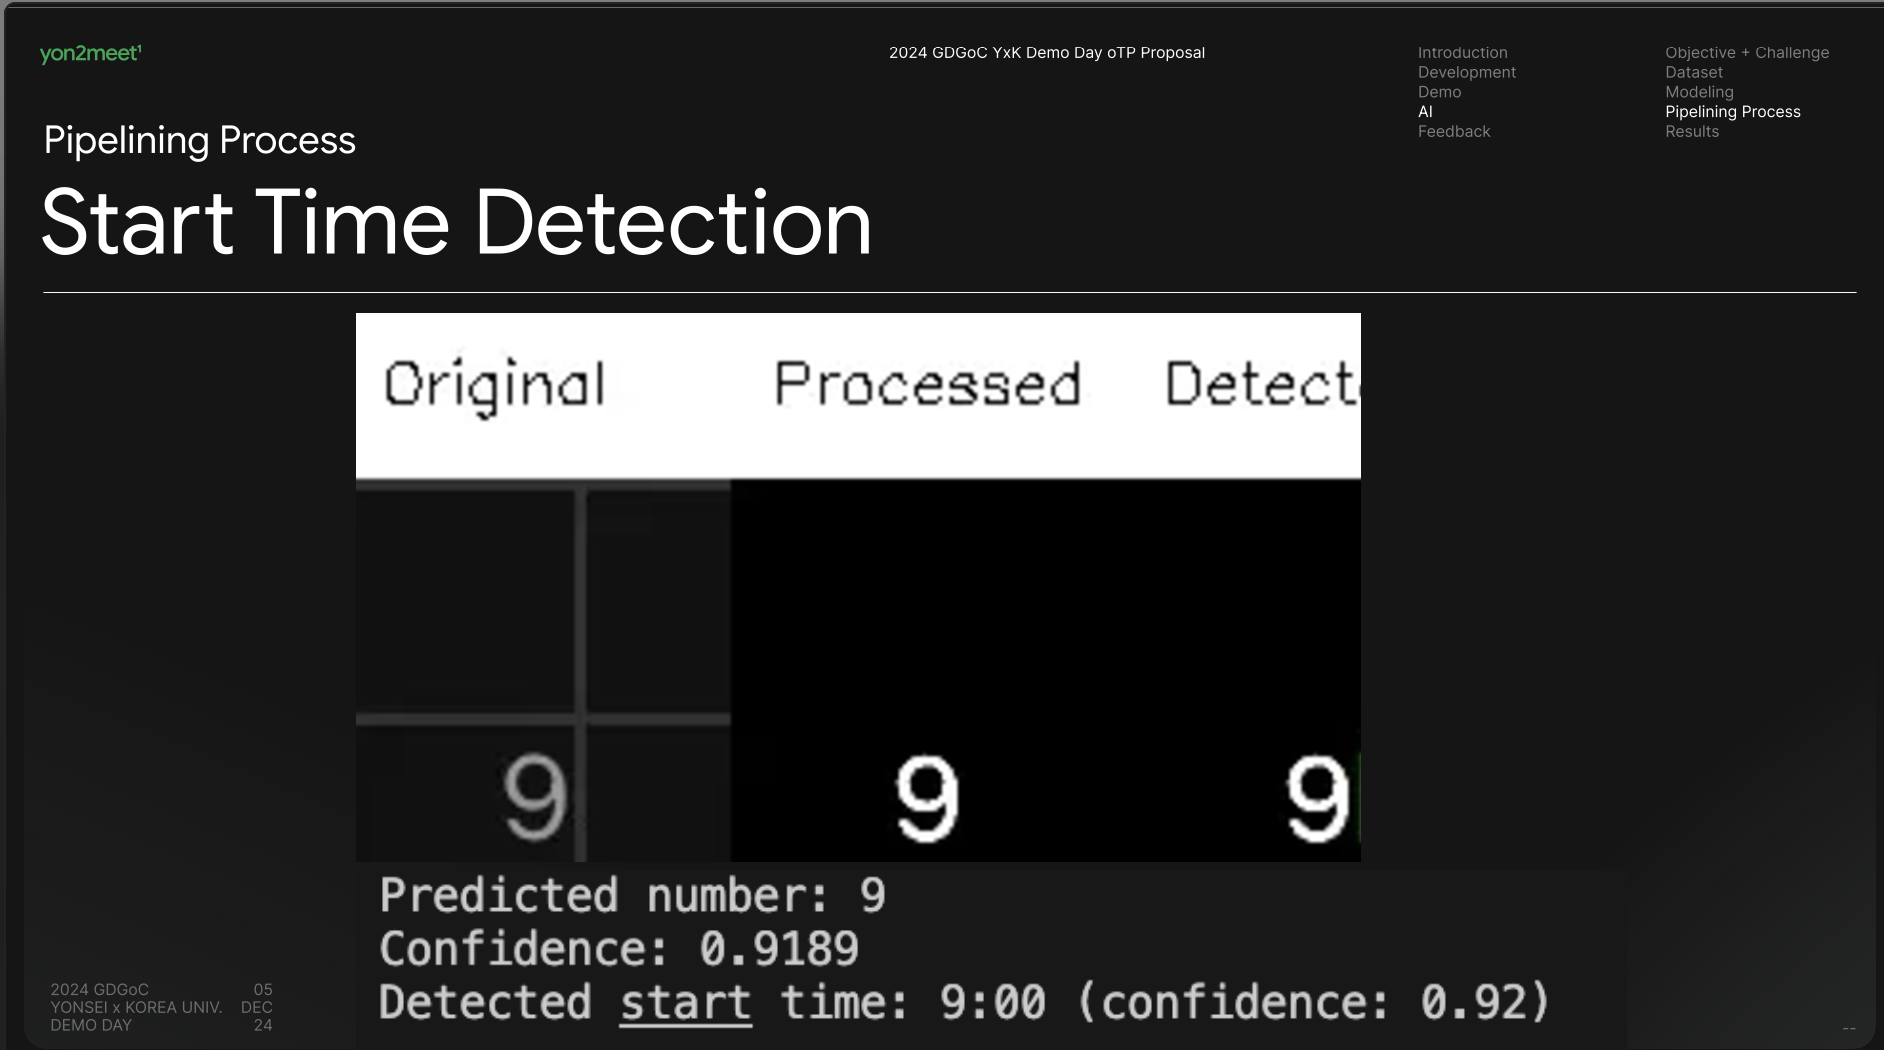 yon2meet¹
2024 GDGoC YxK Demo Day oTP Proposal
Introduction
Development
Demo
AI
Feedback
Objective + Challenge
Dataset
Modeling
Pipelining Process
Results
Pipelining Process
Start Time Detection
Original Processed
9 9 9
Predicted number: 9
Confidence: 0.9189
Detected start time: 9:00 (confidence: 0.92)
2024 GDGoC 05
YONSEI x KOREA UNIV. DEC
DEMO DAY 24
--